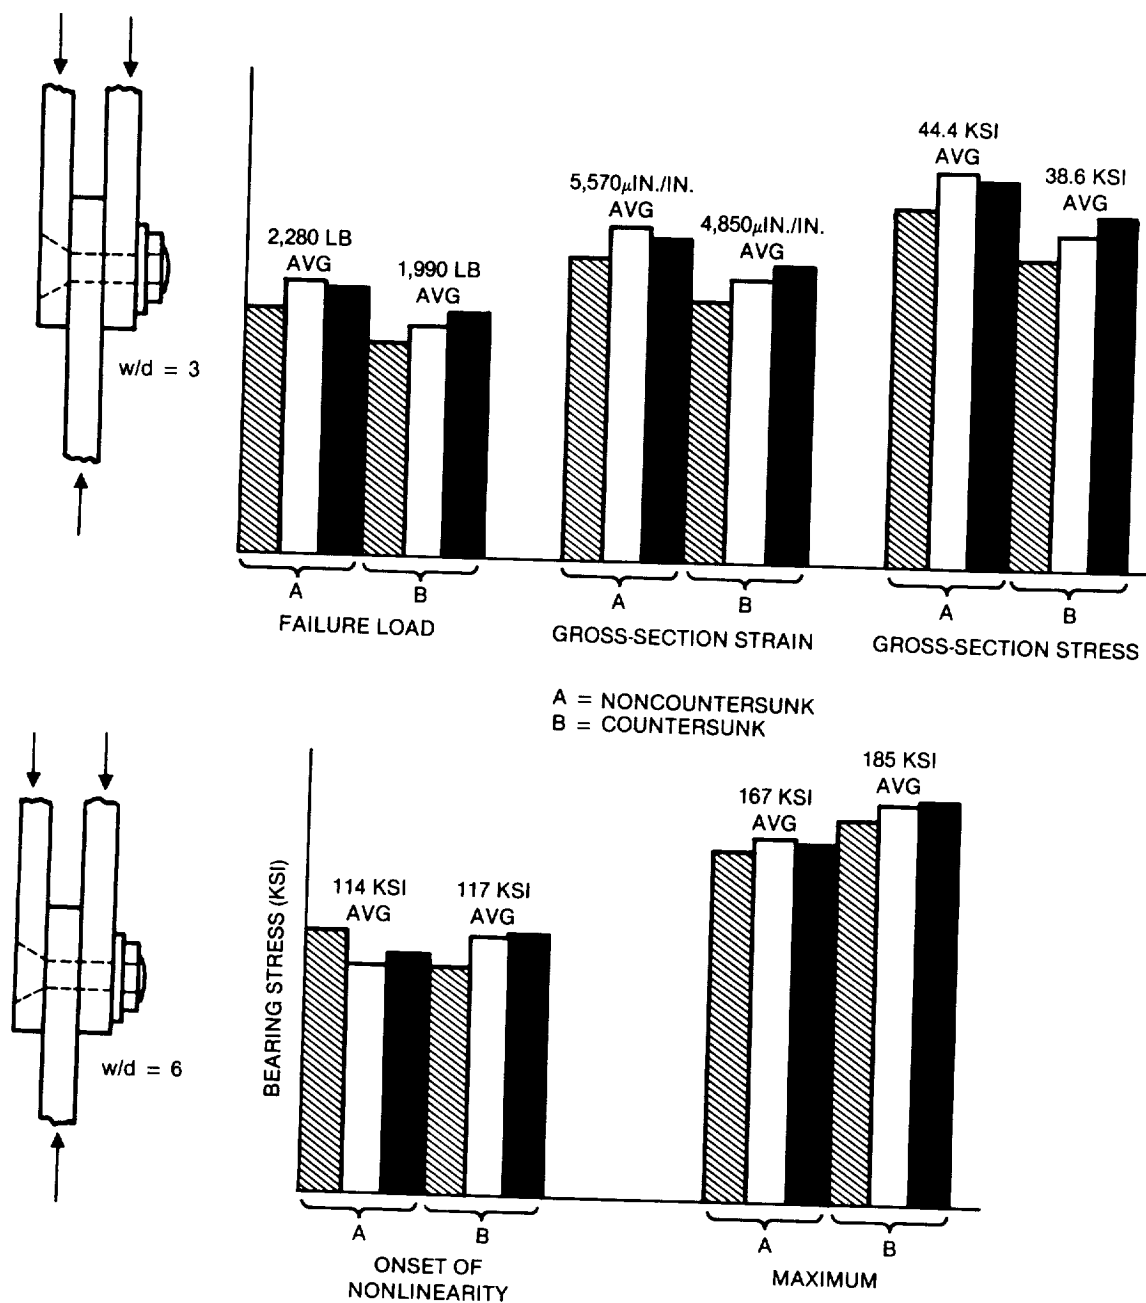 44.4 KSI
AVG
5,570μIN./IN.
AVG
38.6 KSI
AVG
4,850μIN./IN.
AVG
2,280 LB
AVG
1,990 LB
AVG
w/d = 3
A
B
A
B
A
B
FAILURE LOAD
GROSS-SECTION STRAIN
GROSS-SECTION STRESS
A = NONCOUNTERSUNK
B = COUNTERSUNK
185 KSI
AVG
167 KSI
AVG
114 KSI
AVG
117 KSI
AVG
BEARING STRESS (KSI)
w/d = 6
A
B
A
B
ONSET OF
NONLINEARITY
MAXIMUM